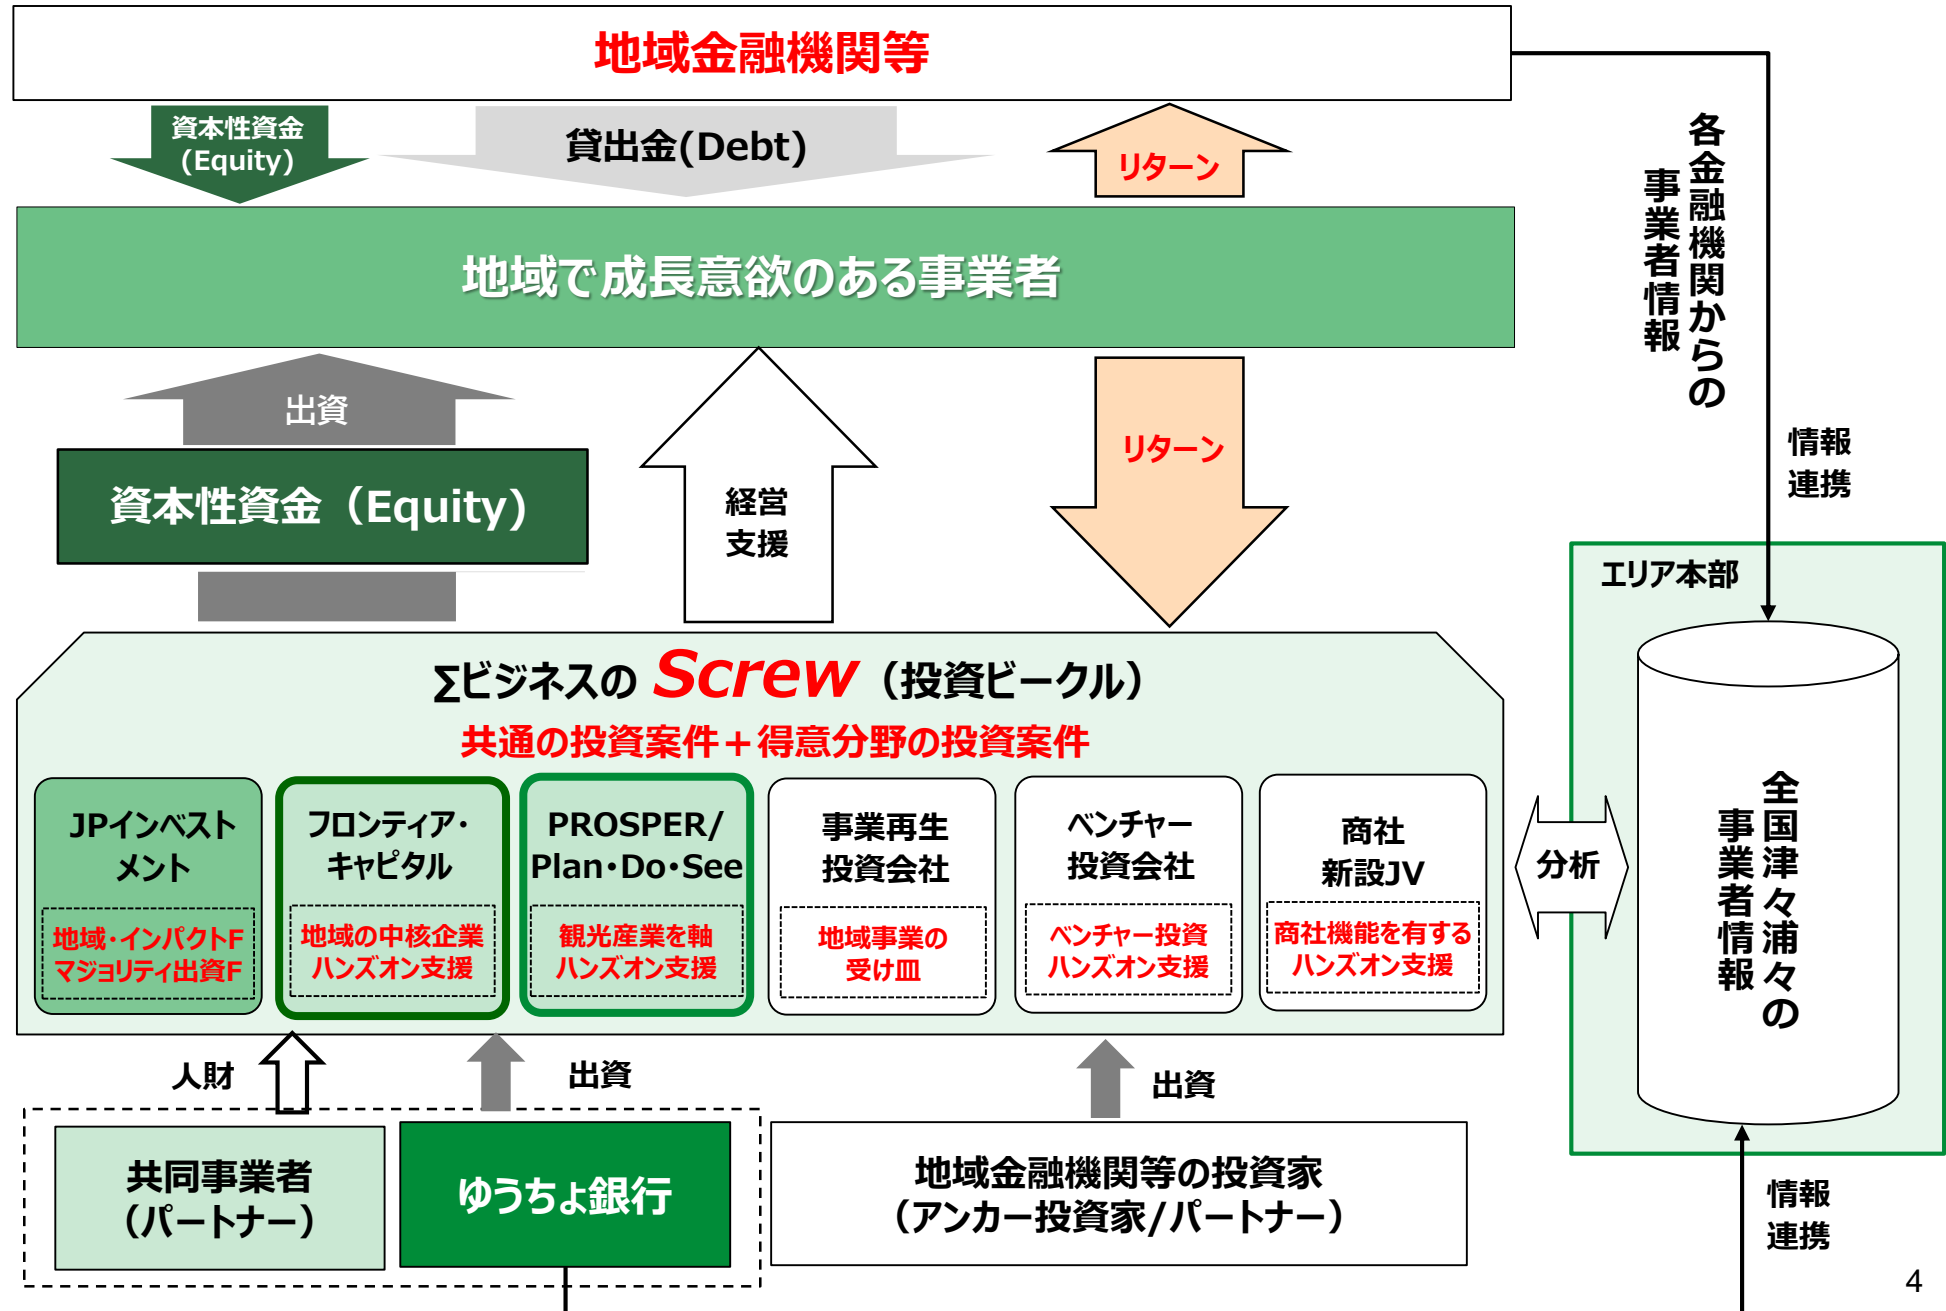 地域金融機関等
資本性資金
(Equity)
貸出金(Debt)
リターン
地域で成長意欲のある事業者
各金融機関からの
事業者情報
出資
資本性資金（Equity）
経営
支援
リターン
情報
連携
エリア本部
∑ビジネスの Screw（投資ビークル）
共通の投資案件＋得意分野の投資案件
JPインベスト
メント
地域・インパクトF
マジョリティ出資F
フロンティア・
キャピタル
地域の中核企業
ハンズオン支援
PROSPER/
Plan・Do・See
観光産業を軸
ハンズオン支援
事業再生
投資会社
地域事業の
受け皿
ベンチャー
投資会社
ベンチャー投資
ハンズオン支援
商社
新設JV
商社機能を有する
ハンズオン支援
分析
全国津々浦々の
事業者情報
人財
出資
出資
共同事業者
（パートナー）
ゆうちょ銀行
地域金融機関等の投資家
（アンカー投資家/パートナー）
情報
連携
4